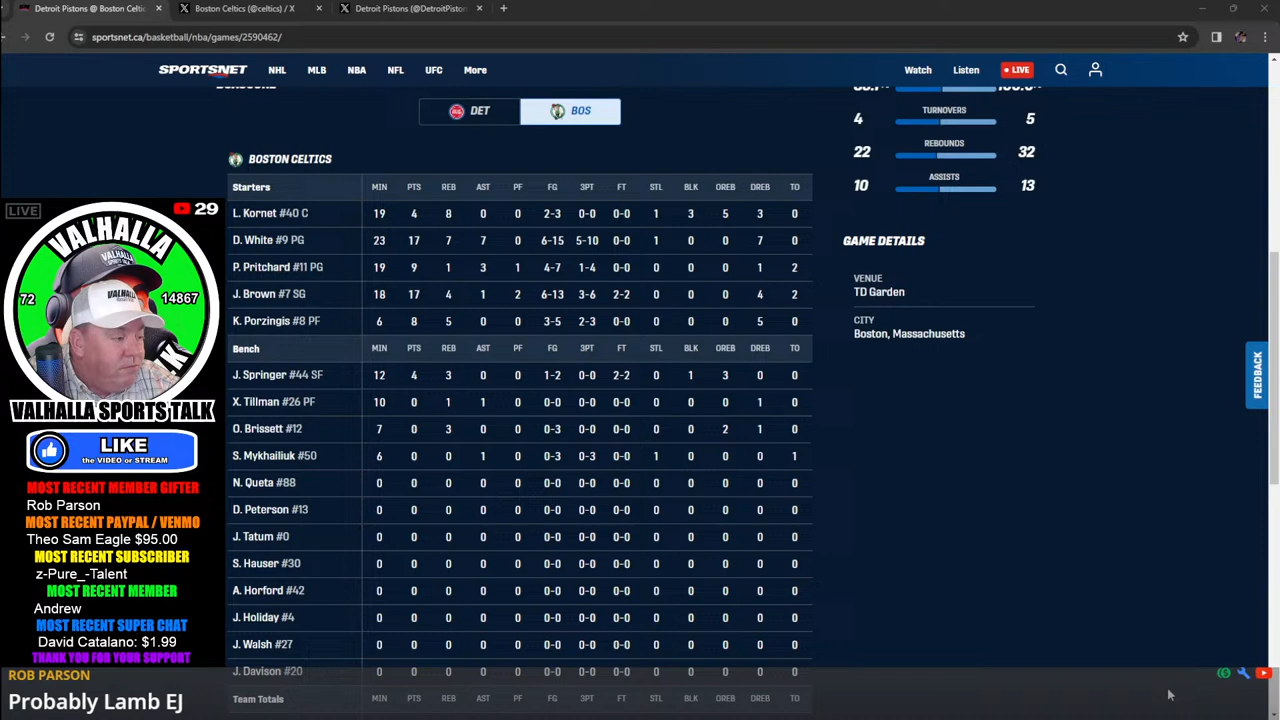 Detroit Pistons @ Boston Celtic
Boston Celtics (@celtics) / X
Detroit Pistons (@DetroitPiston
sportsnet.ca/basketball/nba/games/2590462/
SPORTSNET NHL MLB NBA NFL UFC More Watch Listen LIVE
DET BOS
BOSTON CELTICS
Starters MIN PTS REB AST PF FG 3PT FT STL BLK OREB DREB TO
L. Kornet #40 C 19 4 8 0 0 2-3 0-0 0-0 1 3 5 3 0
D. White #9 PG 23 17 7 7 0 6-15 5-10 0-0 1 0 0 7 0
P. Pritchard #11 PG 19 9 1 3 1 4-7 1-4 0-0 0 0 0 1 2
J. Brown #7 SG 18 17 4 1 2 6-13 3-6 2-2 0 0 0 4 2
K. Porzingis #8 PF 6 8 5 0 0 3-5 2-3 0-0 0 0 0 5 0
Bench MIN PTS REB AST PF FG 3PT FT STL BLK OREB DREB TO
J. Springer #44 SF 12 4 3 0 0 1-2 0-0 2-2 0 1 3 0 0
X. Tillman #26 PF 10 0 1 1 0 0-0 0-0 0-0 0 0 0 1 0
O. Brissett #12 7 0 3 0 0 0-3 0-0 0-0 0 0 2 1 0
S. Mykhailiuk #50 6 0 0 1 0 0-3 0-3 0-0 1 0 0 0 1
N. Queta #88 0 0 0 0 0 0-0 0-0 0-0 0 0 0 0 0
D. Peterson #13 0 0 0 0 0 0-0 0-0 0-0 0 0 0 0 0
J. Tatum #0 0 0 0 0 0 0-0 0-0 0-0 0 0 0 0 0
S. Hauser #30 0 0 0 0 0 0-0 0-0 0-0 0 0 0 0 0
A. Horford #42 0 0 0 0 0 0-0 0-0 0-0 0 0 0 0 0
J. Holiday #4 0 0 0 0 0 0-0 0-0 0-0 0 0 0 0 0
J. Walsh #27 0 0 0 0 0 0-0 0-0 0-0 0 0 0 0 0
J. Davison #20 0 0 0 0 0 0-0 0-0 0-0 0 0 0 0 0
Team Totals MIN PTS REB AST PF FG 3PT FT STL BLK OREB DREB TO
TURNOVERS
4 5
REBOUNDS
22 32
ASSISTS
10 13
GAME DETAILS
VENUE
TD Garden
CITY
Boston, Massachusetts
FEEDBACK
LIVE 29
VALHALLA
SPORTS TALK
72 14867
VALHALLA SPORTS TALK
LIKE
the VIDEO or STREAM
MOST RECENT MEMBER GIFTER
Rob Parson
MOST RECENT PAYPAL / VENMO
Theo Sam Eagle $95.00
MOST RECENT SUBSCRIBER
z-Pure_-Talent
MOST RECENT MEMBER
Andrew
MOST RECENT SUPER CHAT
David Catalano: $1.99
THANK YOU FOR YOUR SUPPORT
ROB PARSON
Probably Lamb EJ